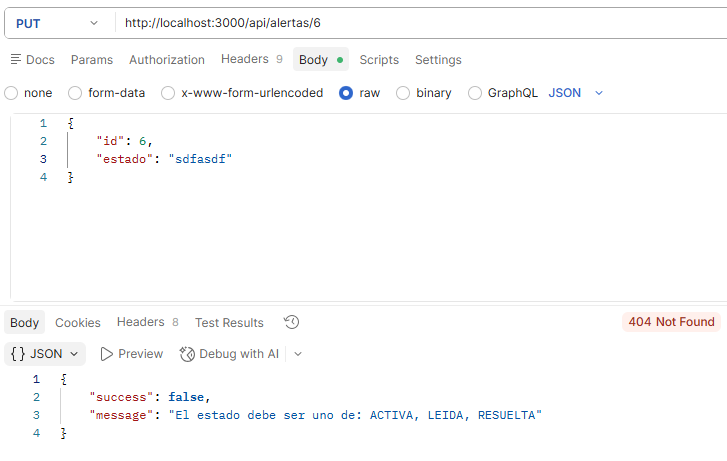 PUT http://localhost:3000/api/alertas/6
Docs Params Authorization Headers 9 Body Scripts Settings
none form-data x-www-form-urlencoded raw binary GraphQL JSON
1 {
2 "id": 6,
3 "estado": "sdfasdf"
4 }
Body Cookies Headers 8 Test Results 404 Not Found
{} JSON Preview Debug with AI
1 {
2 "success": false,
3 "message": "El estado debe ser uno de: ACTIVA, LEIDA, RESUELTA"
4 }